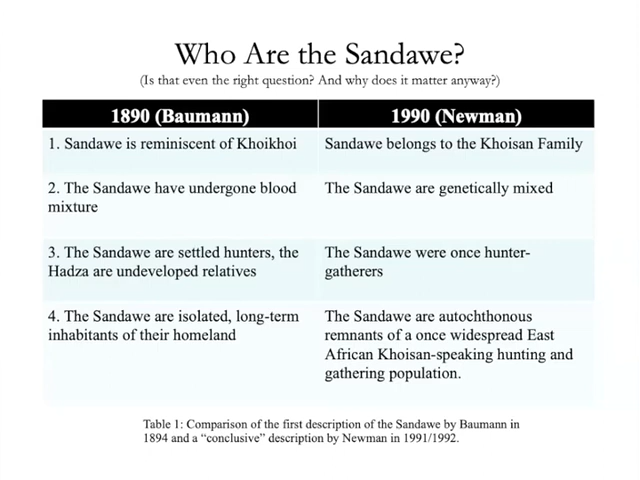 Who Are the Sandawe?
(Is that even the right question? And why does it matter anyway?)
1890 (Baumann)
1990 (Newman)
1. Sandawe is reminiscent of Khoikhoi
Sandawe belongs to the Khoisan Family
2. The Sandawe have undergone blood
mixture
The Sandawe are genetically mixed
3. The Sandawe are settled hunters, the
Hadza are undeveloped relatives
The Sandawe were once hunter-
gatherers
4. The Sandawe are isolated, long-term
inhabitants of their homeland
The Sandawe are autochthonous
remnants of a once widespread East
African Khoisan-speaking hunting and
gathering population.
Table 1: Comparison of the first description of the Sandawe by Baumann in
1894 and a “conclusive” description by Newman in 1991/1992.